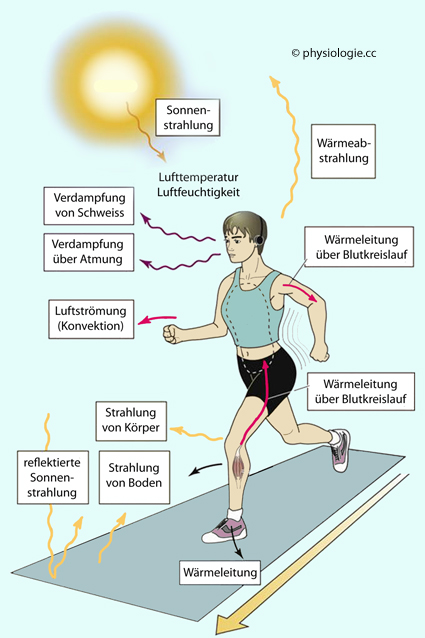 © physiologie.cc
Sonnen-
strahlung
Wärmeab-
strahlung
Lufttemperatur
Luftfeuchtigkeit
Verdampfung
von Schweiss
Verdampfung
über Atmung
Wärmeleitung
über Blutkreislauf
Luftströmung
(Konvektion)
Wärmeleitung
über Blutkreislauf
Strahlung
von Körper
reflektierte
Sonnen-
strahlung
Strahlung
von Boden
Wärmeleitung